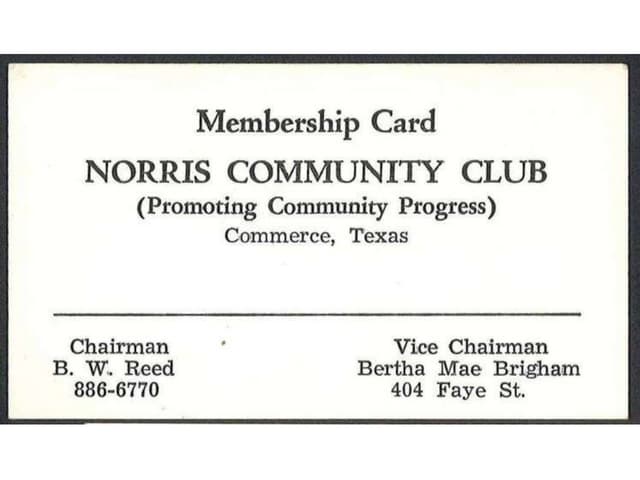 Membership Card
NORRIS COMMUNITY CLUB
(Promoting Community Progress)
Commerce, Texas
Chairman
B. W. Reed
886-6770
Vice Chairman
Bertha Mae Brigham
404 Faye St.